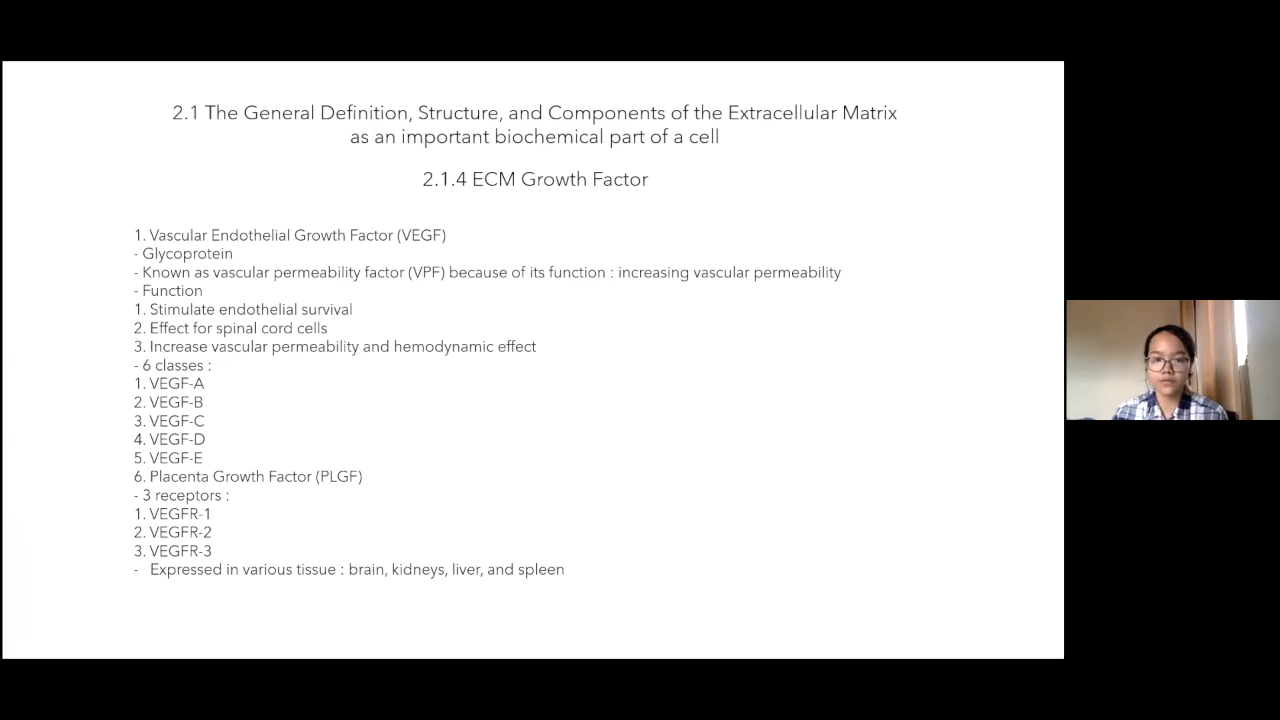 2.1 The General Definition, Structure, and Components of the Extracellular Matrix
as an important biochemical part of a cell
2.1.4 ECM Growth Factor
1. Vascular Endothelial Growth Factor (VEGF)
- Glycoprotein
- Known as vascular permeability factor (VPF) because of its function : increasing vascular permeability
- Function
1. Stimulate endothelial survival
2. Effect for spinal cord cells
3. Increase vascular permeability and hemodynamic effect
- 6 classes :
1. VEGF-A
2. VEGF-B
3. VEGF-C
4. VEGF-D
5. VEGF-E
6. Placenta Growth Factor (PLGF)
- 3 receptors :
1. VEGFR-1
2. VEGFR-2
3. VEGFR-3
- Expressed in various tissue : brain, kidneys, liver, and spleen